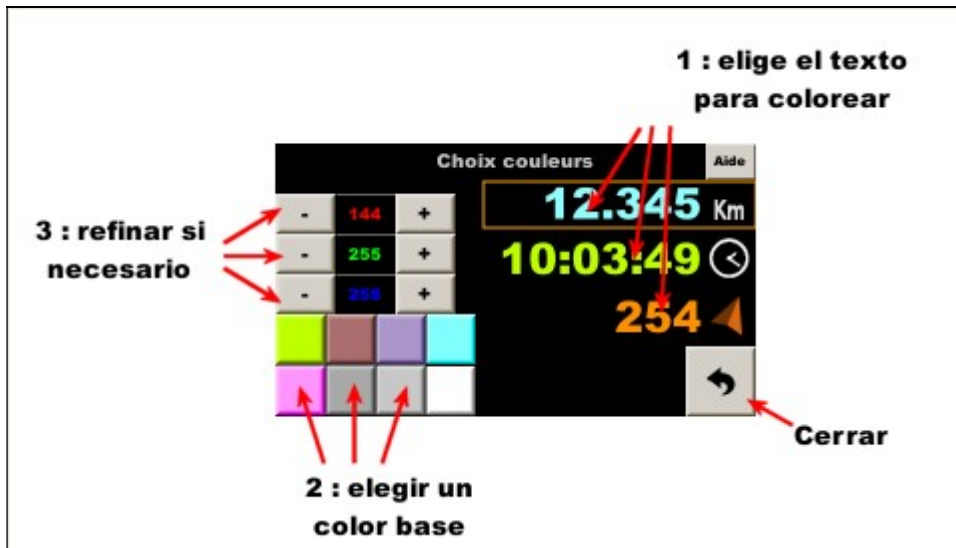 1 : elige el texto
para colorear
Choix couleurs
Aide
12.345 Km
- 144 +
3 : refinar si
necesario
- 255 +
10:03:49
- 255 +
254
Cerrar
2 : elegir un
color base